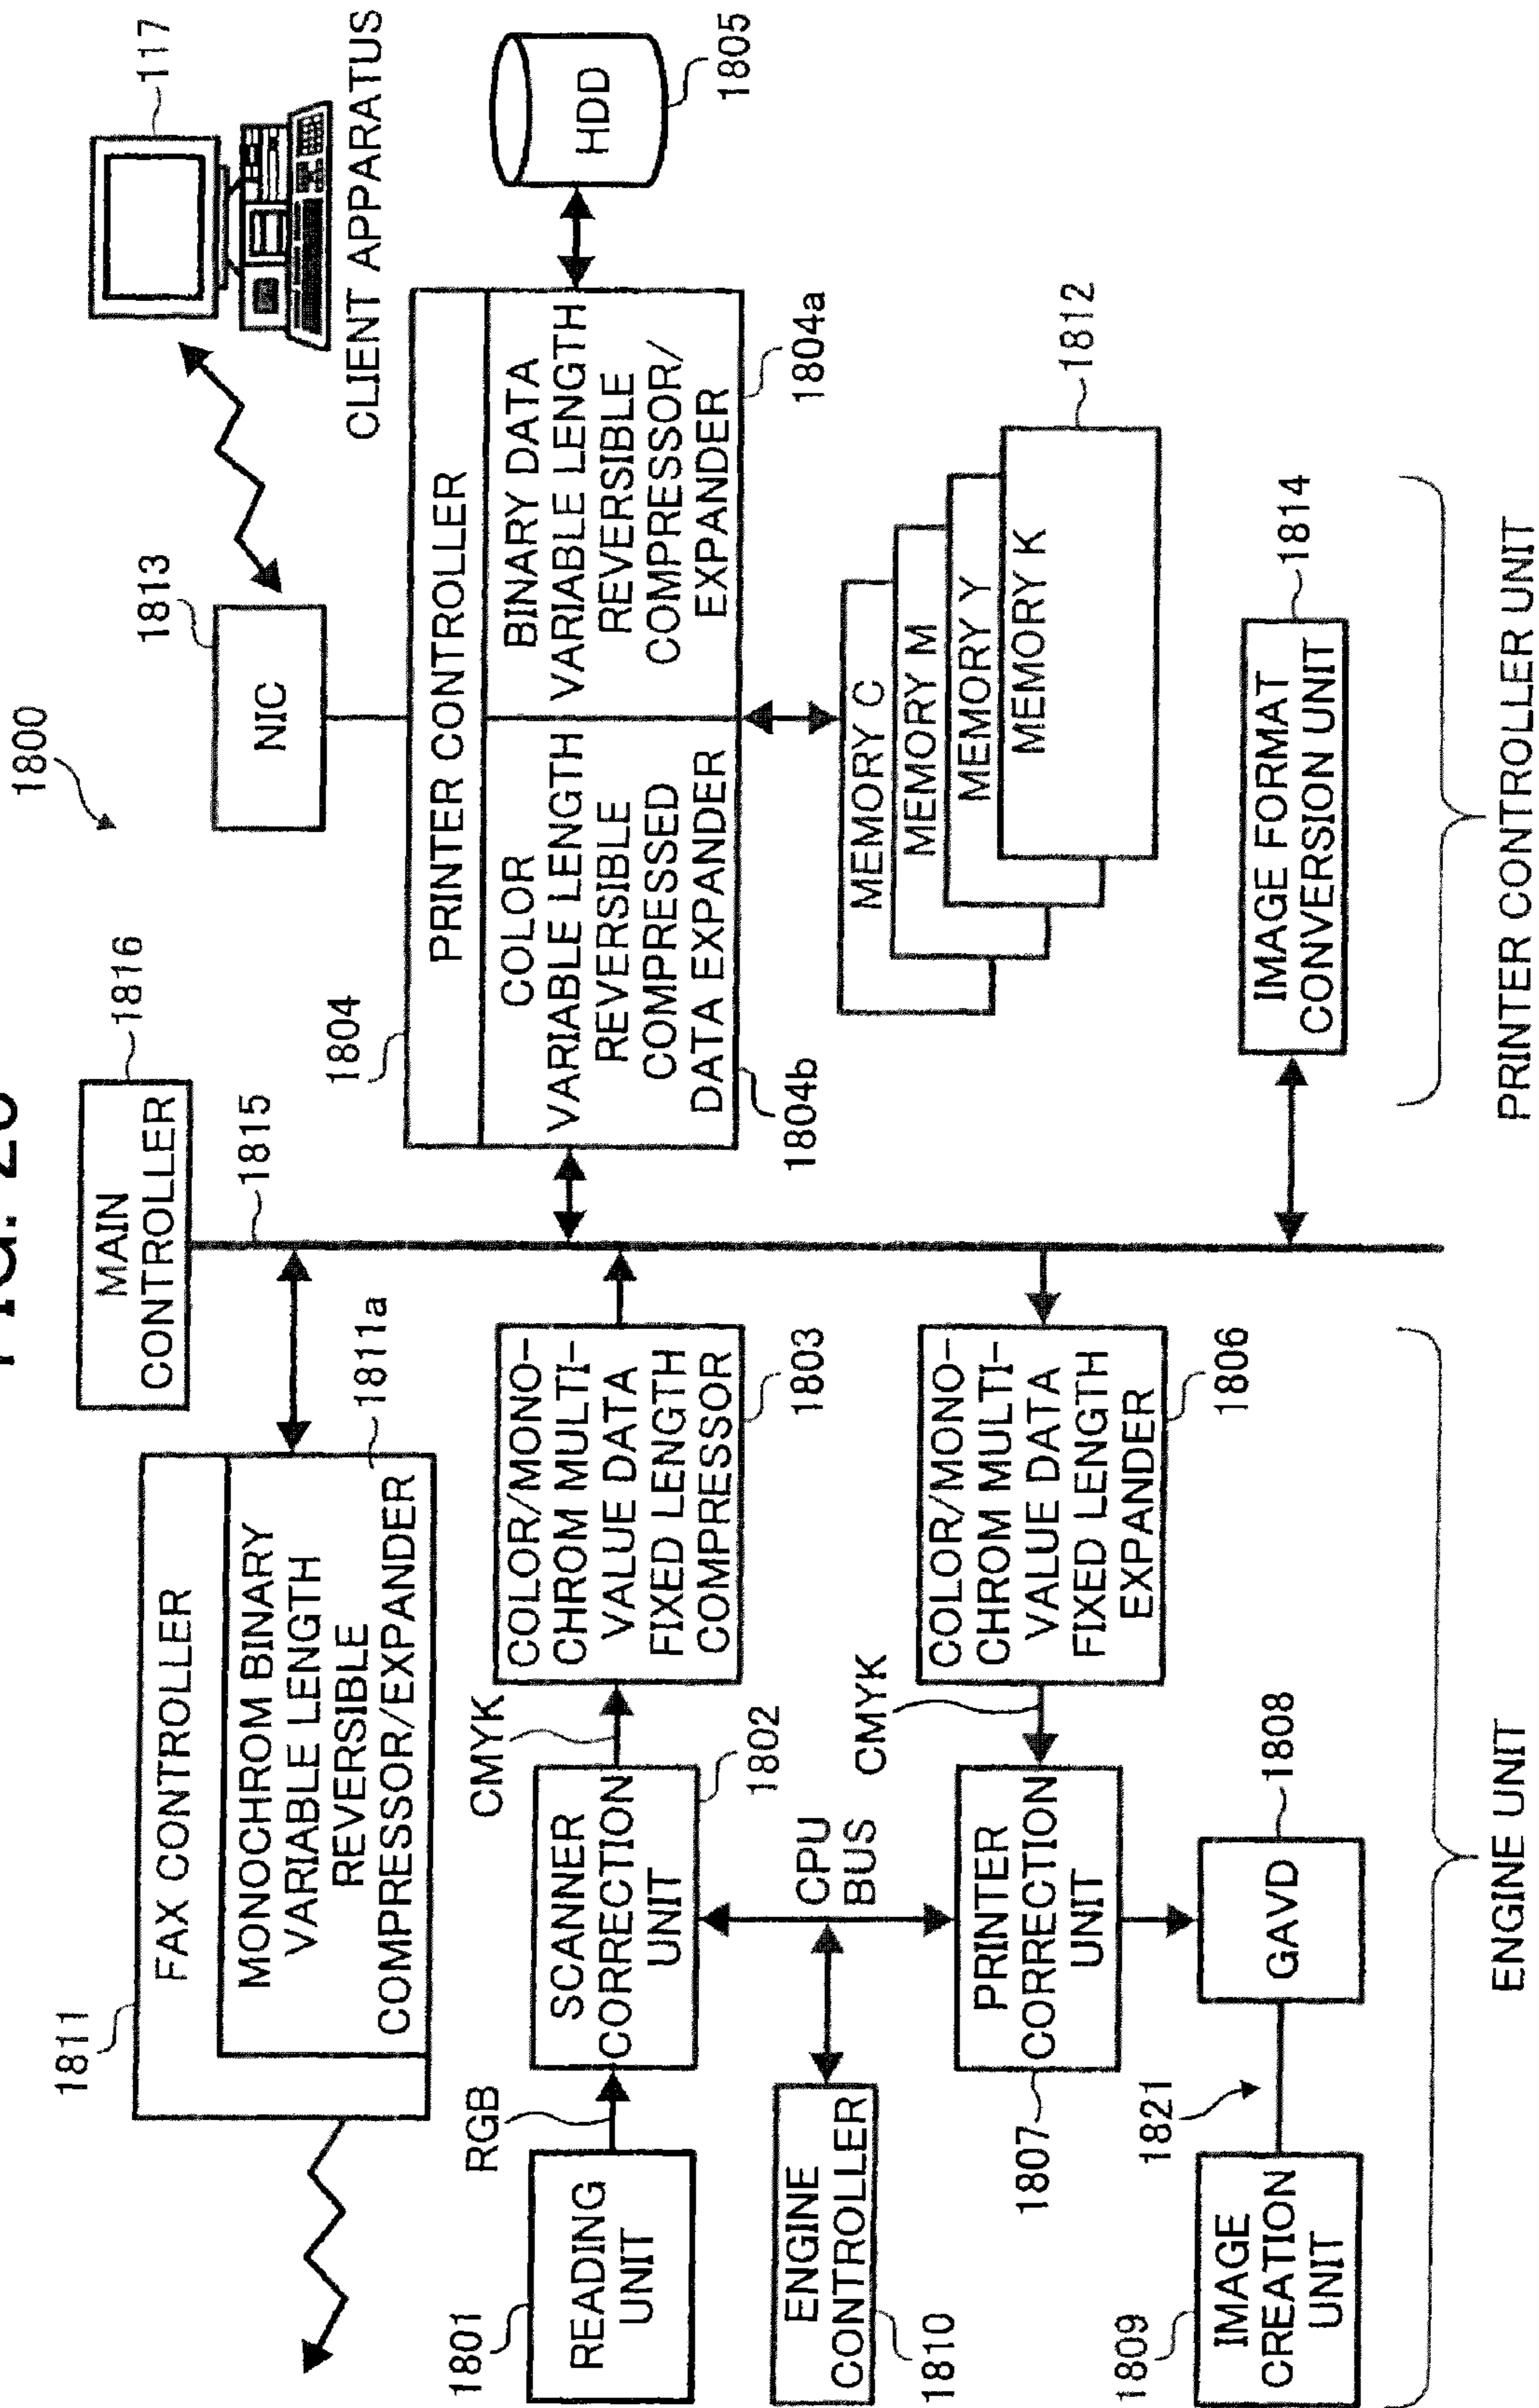 1800
1811
FAX CONTROLLER
MONOCHROM BINARY
VARIABLE LENGTH
REVERSIBLE
COMPRESSOR/EXPANDER
1811a
MAIN
CONTROLLER
1816
1815
1813
NIC
117
CLIENT APPARATUS
1801
READING
UNIT
RGB
SCANNER
CORRECTION
UNIT
1802
CMYK
COLOR/MONO-
CHROM MULTI-
VALUE DATA
FIXED LENGTH
COMPRESSOR
1803
1804
PRINTER CONTROLLER
COLOR
VARIABLE LENGTH
REVERSIBLE
COMPRESSED
DATA EXPANDER
1804b
BINARY DATA
VARIABLE LENGTH
REVERSIBLE
COMPRESSOR/
EXPANDER
1804a
HDD
1805
ENGINE
CONTROLLER
1810
CPU
BUS
PRINTER
CORRECTION
UNIT
1807
CMYK
COLOR/MONO-
CHROM MULTI-
VALUE DATA
FIXED LENGTH
EXPANDER
1806
MEMORY C
MEMORY M
MEMORY Y
MEMORY K
1812
1809
IMAGE
CREATION
UNIT
1821
GAVD
1808
IMAGE FORMAT
CONVERSION UNIT
1814
ENGINE UNIT
PRINTER CONTROLLER UNIT